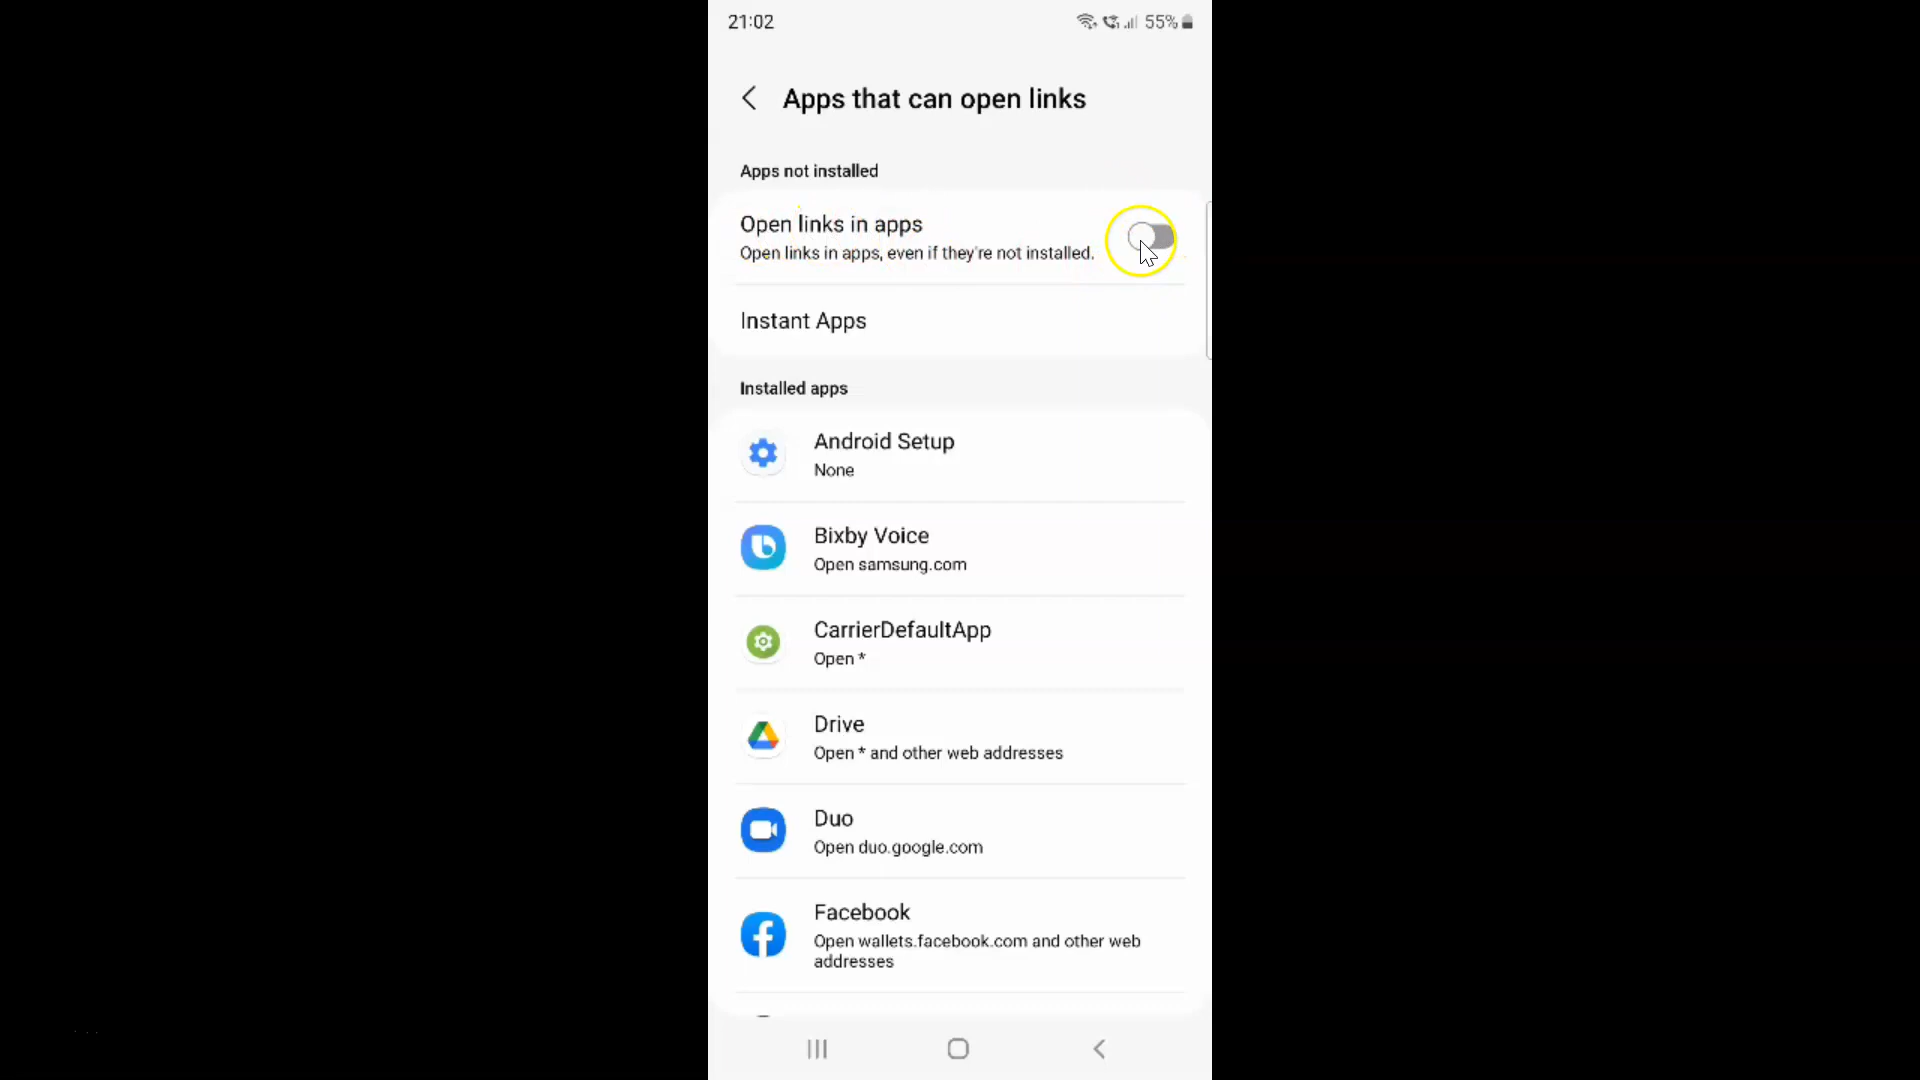 21:02
55%
Apps that can open links
Apps not installed
Open links in apps
Open links in apps, even if they're not installed.
Instant Apps
Installed apps
Android Setup
None
Bixby Voice
Open samsung.com
CarrierDefaultApp
Open *
Drive
Open * and other web addresses
Duo
Open duo.google.com
Facebook
Open wallets.facebook.com and other web
addresses